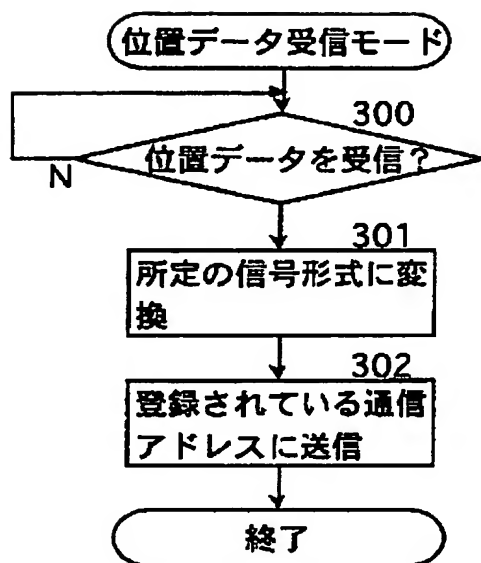 位置データ受信モード
300
位置データを受信?
N
301
所定の信号形式に変
換
302
登録されている通信
アドレスに送信
終了